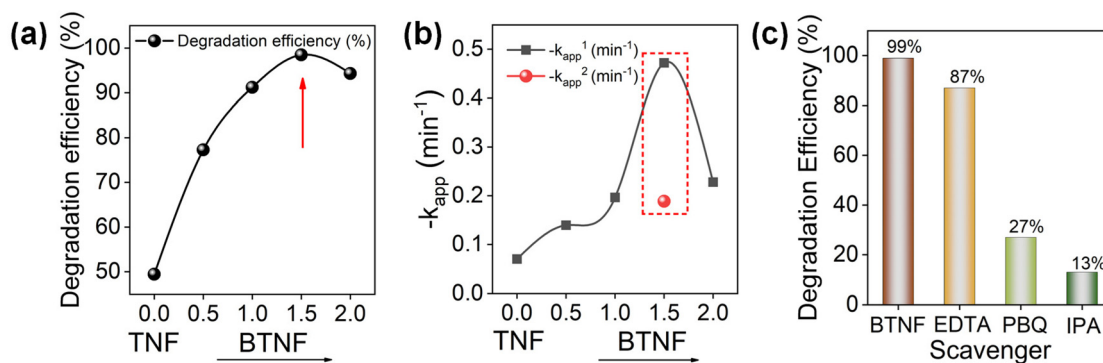 (a)
Degradation efficiency (%)
Degradation efficiency (%)
100
90
80
70
60
50
0.0 0.5 1.0 1.5 2.0
TNF BTNF
(b)
-kapp¹ (min⁻¹)
-kapp² (min⁻¹)
-kapp (min⁻¹)
0.5
0.4
0.3
0.2
0.1
0.0
0.0 0.5 1.0 1.5 2.0
TNF BTNF
(c)
Degradation Efficiency (%)
100
80
60
40
20
0
99%
87%
27%
13%
BTNF EDTA PBQ IPA
Scavenger